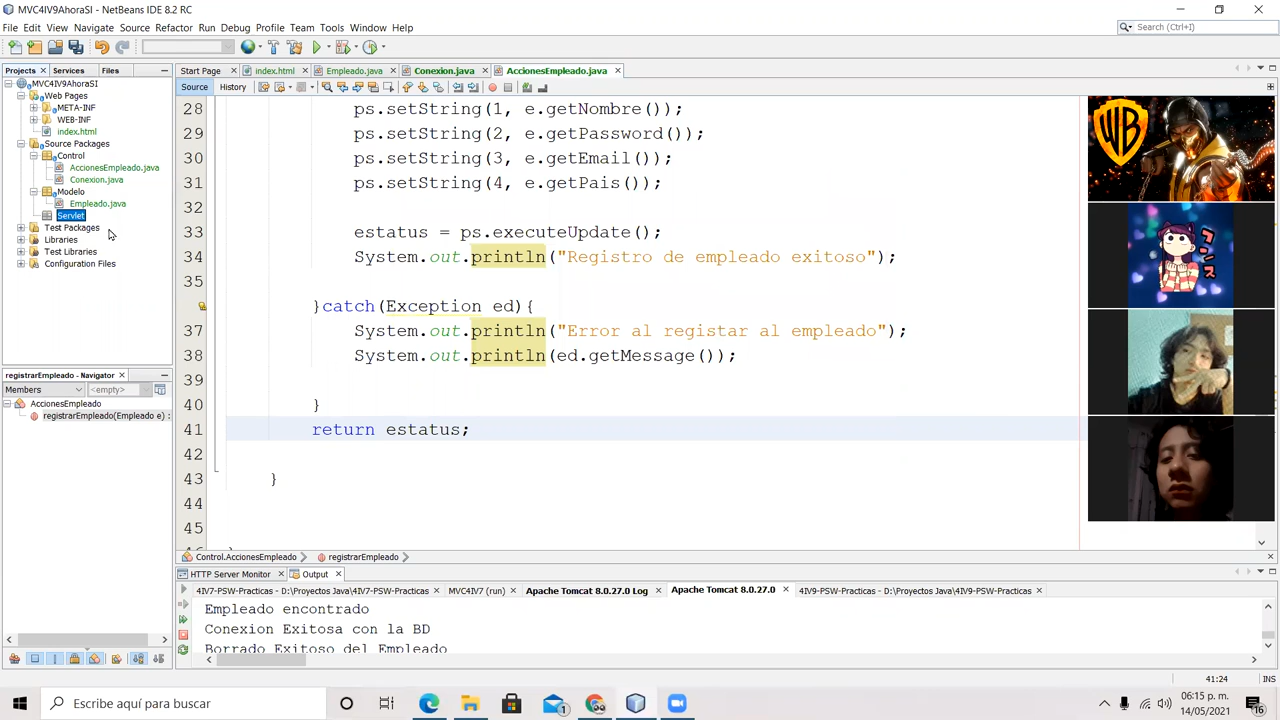 MVC4IV9AhoraSI - NetBeans IDE 8.2 RC
File Edit View Navigate Source Refactor Run Debug Profile Team Tools Window Help
Search (Ctrl+I)
Projects Services Files
Start Page index.html Empleado.java Conexion.java AccionesEmpleado.java
Source History
MVC4IV9AhoraSI
Web Pages
META-INF
WEB-INF
index.html
Source Packages
Control
AccionesEmpleado.java
Conexion.java
Modelo
Empleado.java
Servlet
Test Packages
Libraries
Test Libraries
Configuration Files
registrarEmpleado - Navigator
Members <empty>
AccionesEmpleado
registrarEmpleado(Empleado e) :
28 ps.setString(1, e.getNombre());
29 ps.setString(2, e.getPassword());
30 ps.setString(3, e.getEmail());
31 ps.setString(4, e.getPais());
32
33 estatus = ps.executeUpdate();
34 System.out.println("Registro de empleado exitoso");
35
}catch(Exception ed){
37 System.out.println("Error al registar al empleado");
38 System.out.println(ed.getMessage());
39
40 }
41 return estatus;
42
43 }
44
45
WB
コンス
Control.AccionesEmpleado registrarEmpleado
HTTP Server Monitor Output
4IV7-PSW-Practicas - D:\Proyectos Java\4IV7-PSW-Practicas MVC4IV7 (run) Apache Tomcat 8.0.27.0 Log Apache Tomcat 8.0.27.0 4IV9-PSW-Practicas - D:\Proyectos Java\4IV9-PSW-Practicas
Empleado encontrado
Conexion Exitosa con la BD
Borrado Exitoso del Empleado
41:24 INS
Escribe aquí para buscar
1
06:15 p. m.
14/05/2021
16